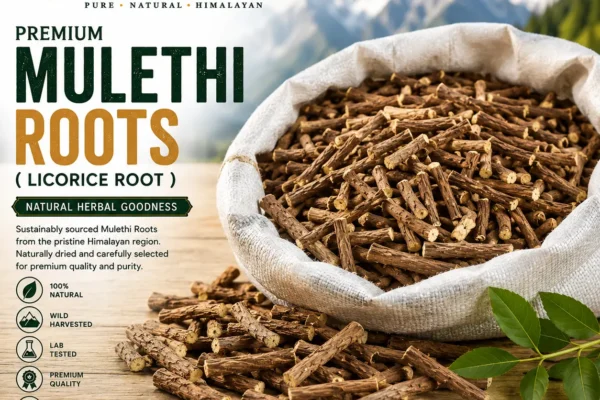 PURE • NATURAL • HIMALAYAN
PREMIUM
MULETHI
ROOTS
( LICORICE ROOT )
NATURAL HERBAL GOODNESS
Sustainably sourced Mulethi Roots
from the pristine Himalayan region.
Naturally dried and carefully selected
for premium quality and purity.
100%
NATURAL
WILD
HARVESTED
LAB
TESTED
PREMIUM
QUALITY